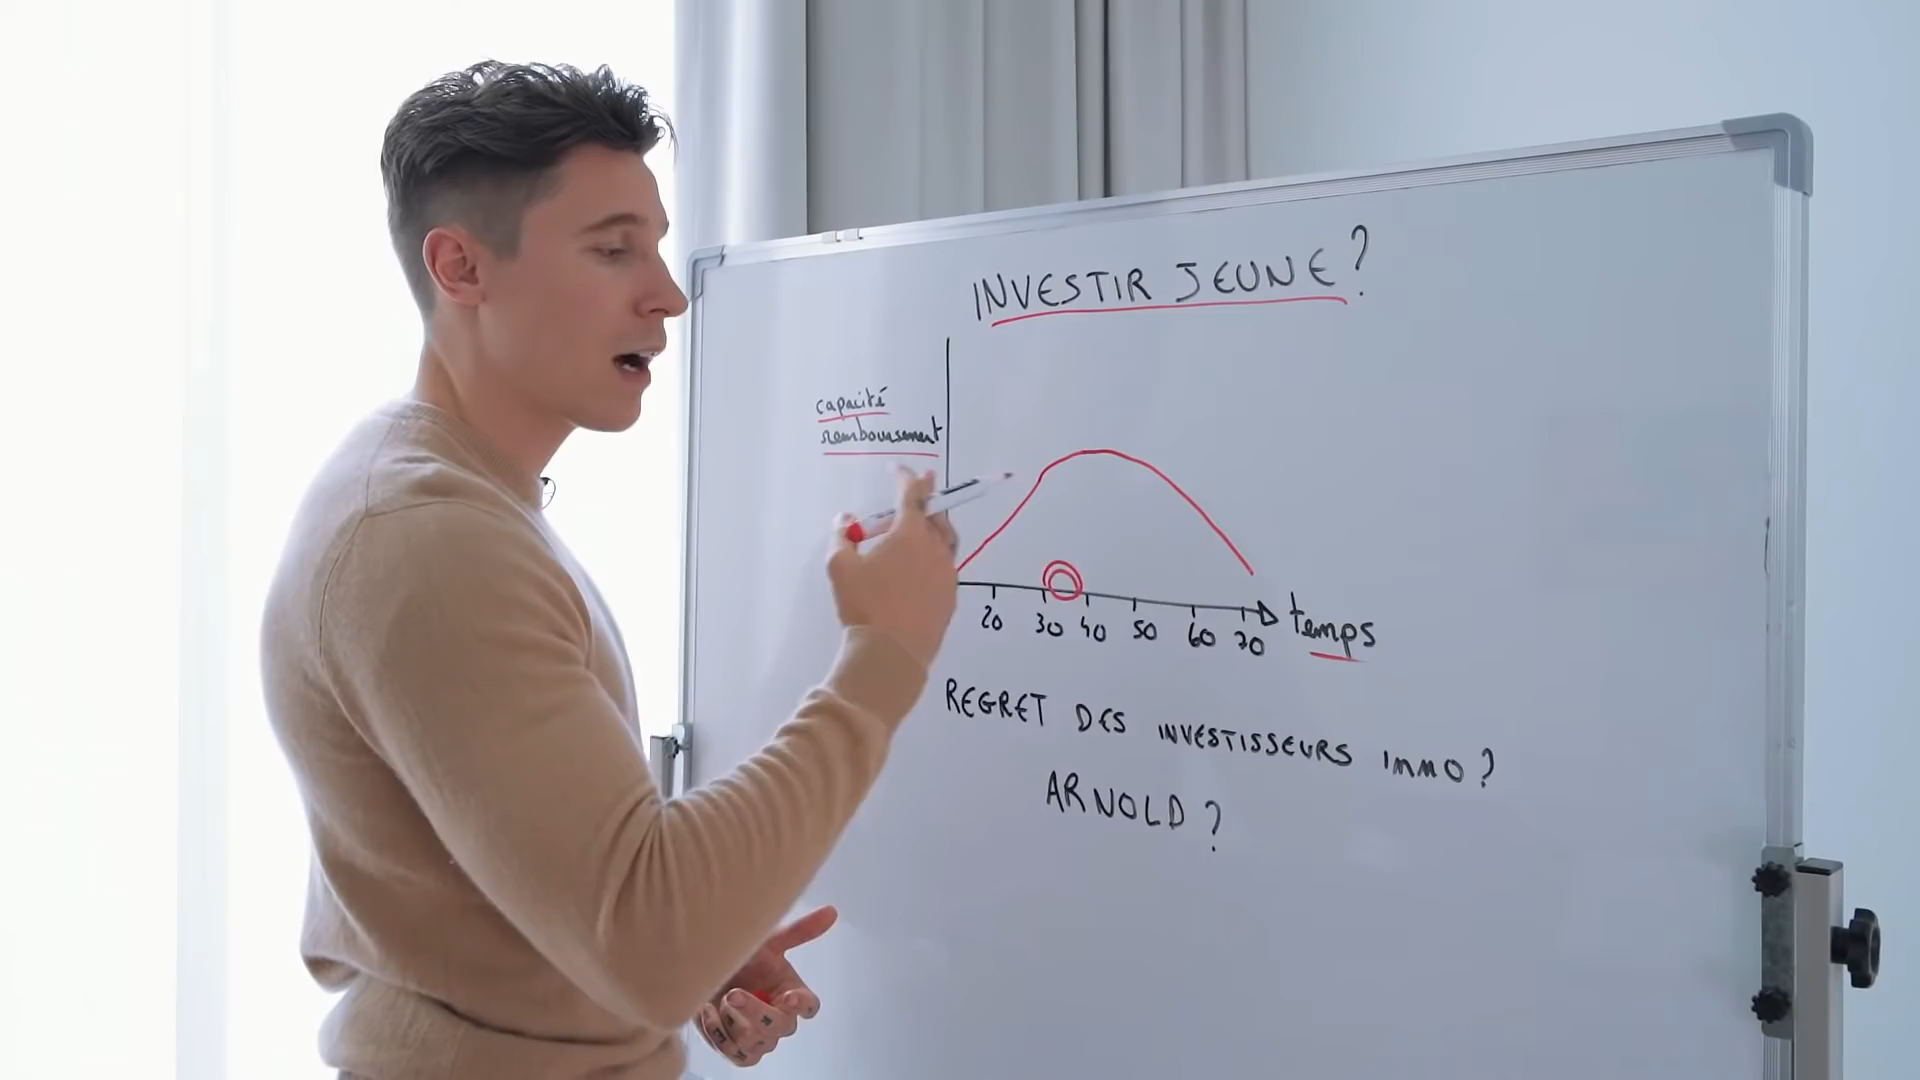 INVESTIR JEUNE?
capacité
remboursement
20 30 40 50 60 70
temps
REGRET DES INVESTISSEURS IMMO?
ARNOLD?